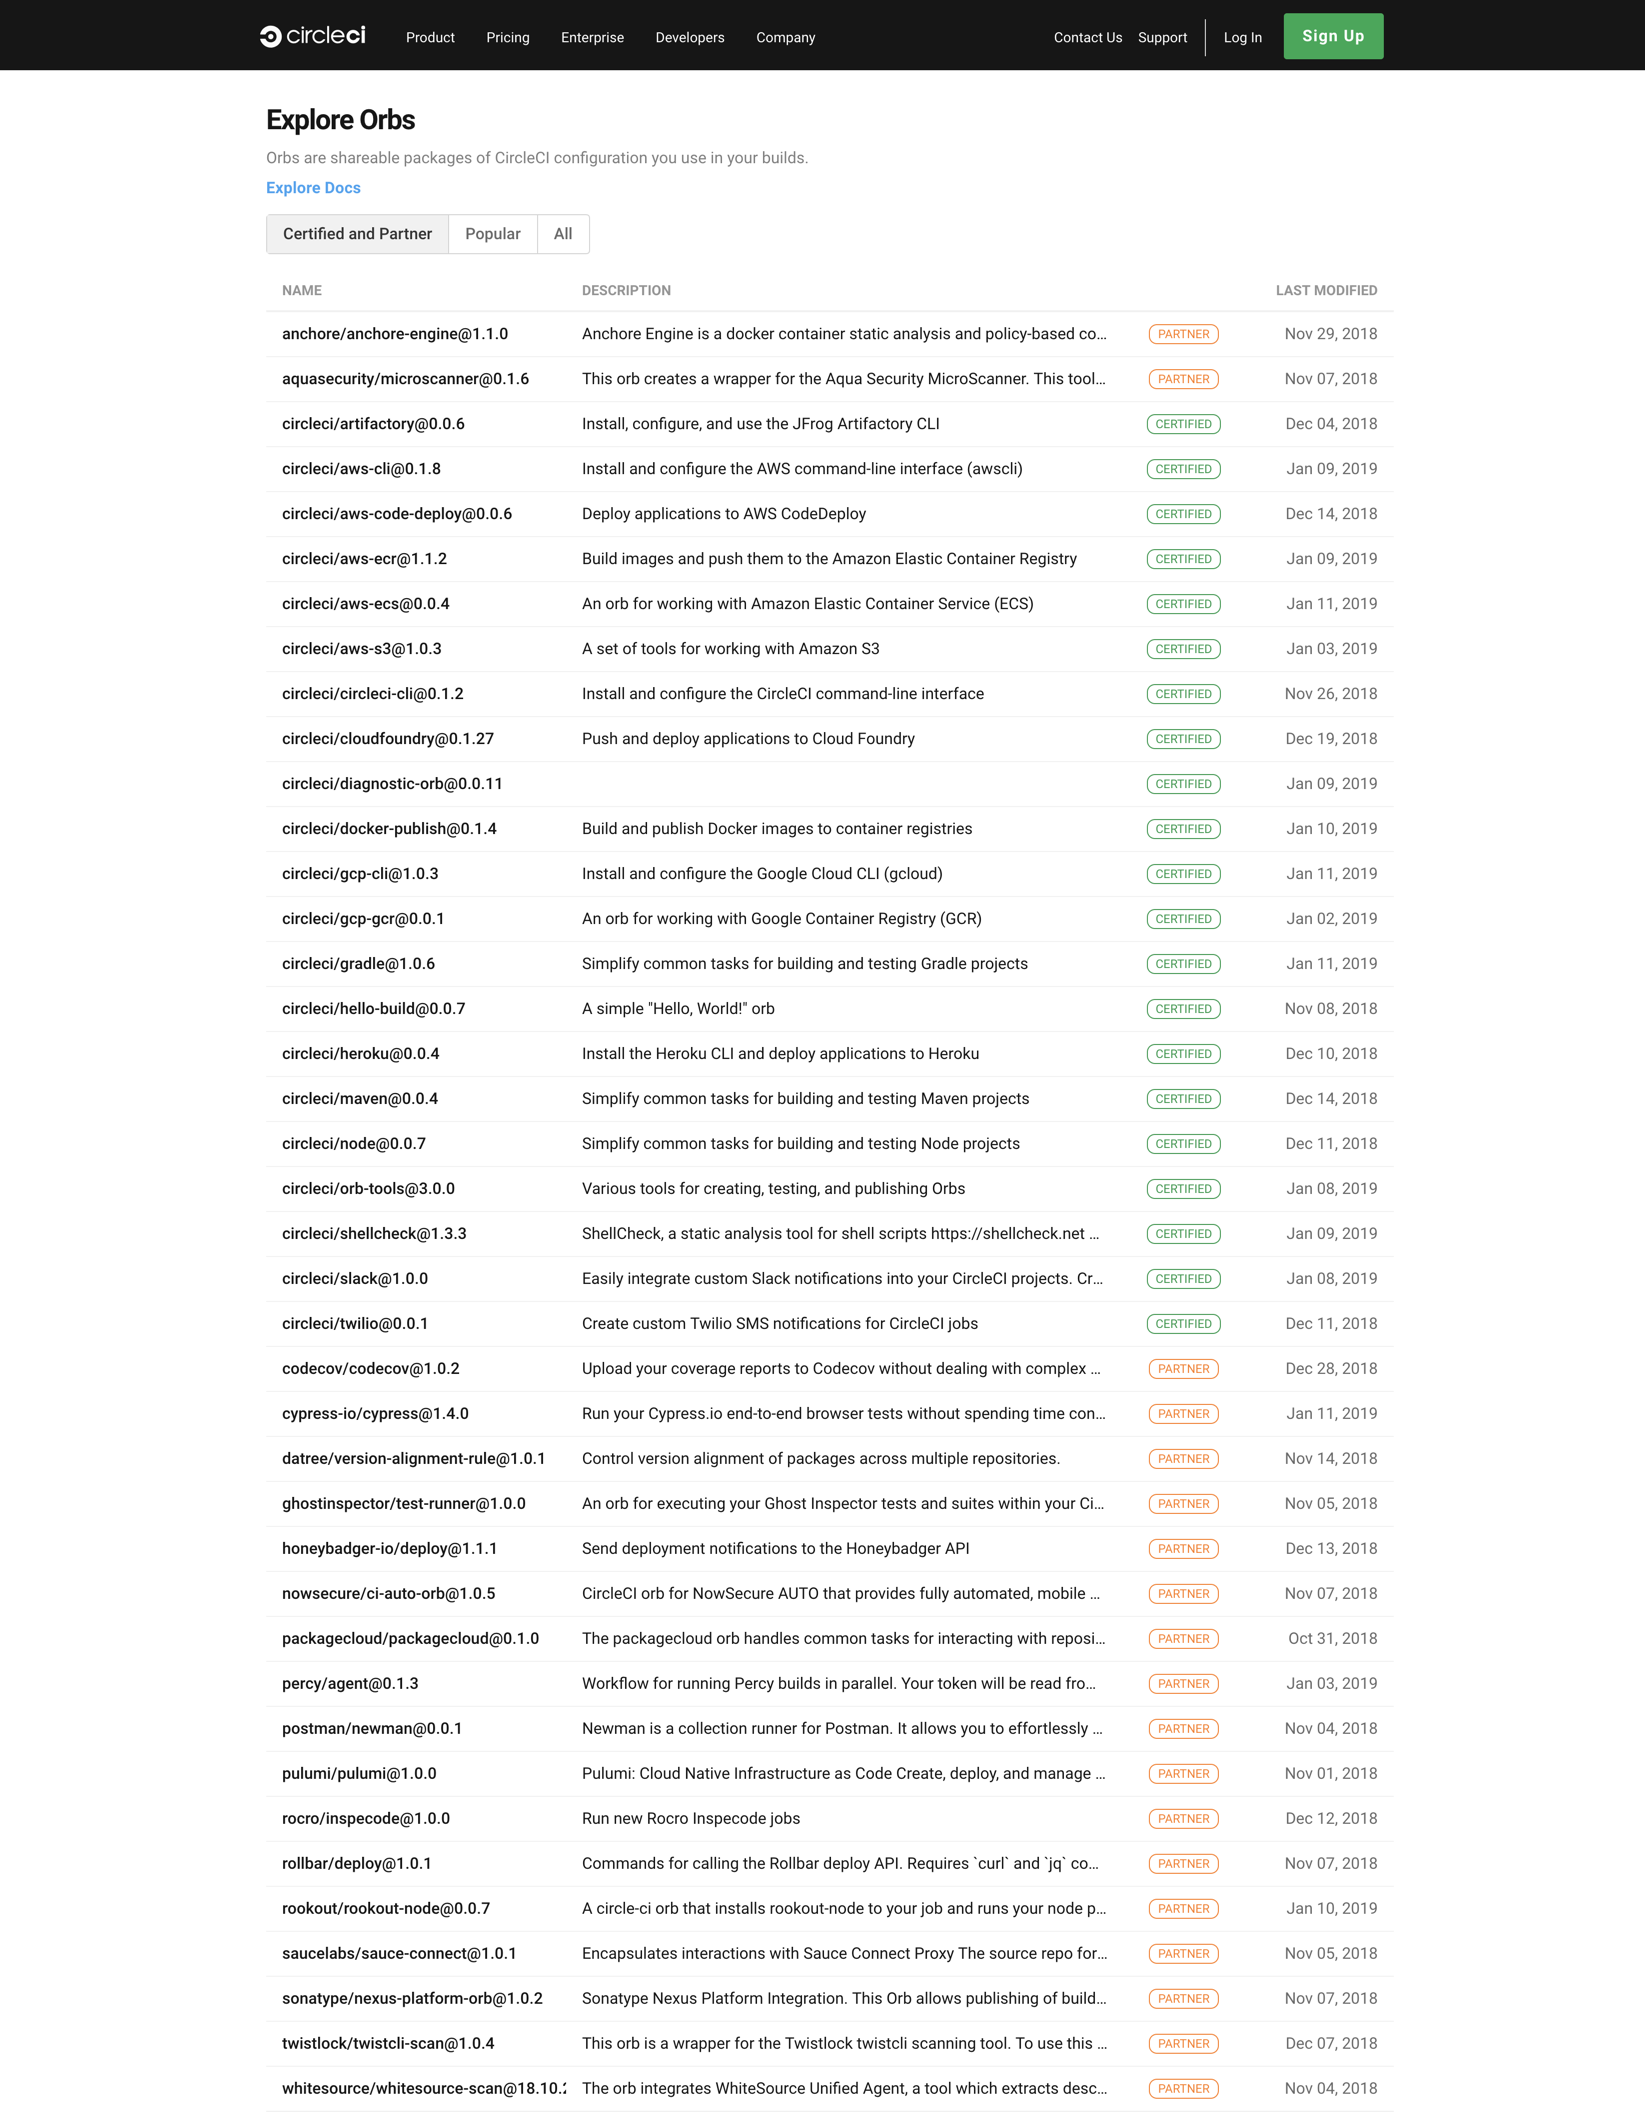 circleci Product Pricing Enterprise Developers Company Contact Us Support Log In Sign Up
Explore Orbs
Orbs are shareable packages of CircleCI configuration you use in your builds.
Explore Docs
Certified and Partner Popular All
NAME DESCRIPTION LAST MODIFIED
anchore/anchore-engine@1.1.0 Anchore Engine is a docker container static analysis and policy-based co... PARTNER Nov 29, 2018
aquasecurity/microscanner@0.1.6 This orb creates a wrapper for the Aqua Security MicroScanner. This tool... PARTNER Nov 07, 2018
circleci/artifactory@0.0.6 Install, configure, and use the JFrog Artifactory CLI CERTIFIED Dec 04, 2018
circleci/aws-cli@0.1.8 Install and configure the AWS command-line interface (awscli) CERTIFIED Jan 09, 2019
circleci/aws-code-deploy@0.0.6 Deploy applications to AWS CodeDeploy CERTIFIED Dec 14, 2018
circleci/aws-ecr@1.1.2 Build images and push them to the Amazon Elastic Container Registry CERTIFIED Jan 09, 2019
circleci/aws-ecs@0.0.4 An orb for working with Amazon Elastic Container Service (ECS) CERTIFIED Jan 11, 2019
circleci/aws-s3@1.0.3 A set of tools for working with Amazon S3 CERTIFIED Jan 03, 2019
circleci/circleci-cli@0.1.2 Install and configure the CircleCI command-line interface CERTIFIED Nov 26, 2018
circleci/cloudfoundry@0.1.27 Push and deploy applications to Cloud Foundry CERTIFIED Dec 19, 2018
circleci/diagnostic-orb@0.0.11 CERTIFIED Jan 09, 2019
circleci/docker-publish@0.1.4 Build and publish Docker images to container registries CERTIFIED Jan 10, 2019
circleci/gcp-cli@1.0.3 Install and configure the Google Cloud CLI (gcloud) CERTIFIED Jan 11, 2019
circleci/gcp-gcr@0.0.1 An orb for working with Google Container Registry (GCR) CERTIFIED Jan 02, 2019
circleci/gradle@1.0.6 Simplify common tasks for building and testing Gradle projects CERTIFIED Jan 11, 2019
circleci/hello-build@0.0.7 A simple "Hello, World!" orb CERTIFIED Nov 08, 2018
circleci/heroku@0.0.4 Install the Heroku CLI and deploy applications to Heroku CERTIFIED Dec 10, 2018
circleci/maven@0.0.4 Simplify common tasks for building and testing Maven projects CERTIFIED Dec 14, 2018
circleci/node@0.0.7 Simplify common tasks for building and testing Node projects CERTIFIED Dec 11, 2018
circleci/orb-tools@3.0.0 Various tools for creating, testing, and publishing Orbs CERTIFIED Jan 08, 2019
circleci/shellcheck@1.3.3 ShellCheck, a static analysis tool for shell scripts https://shellcheck.net ... CERTIFIED Jan 09, 2019
circleci/slack@1.0.0 Easily integrate custom Slack notifications into your CircleCI projects. Cr... CERTIFIED Jan 08, 2019
circleci/twilio@0.0.1 Create custom Twilio SMS notifications for CircleCI jobs CERTIFIED Dec 11, 2018
codecov/codecov@1.0.2 Upload your coverage reports to Codecov without dealing with complex ... PARTNER Dec 28, 2018
cypress-io/cypress@1.4.0 Run your Cypress.io end-to-end browser tests without spending time con... PARTNER Jan 11, 2019
datree/version-alignment-rule@1.0.1 Control version alignment of packages across multiple repositories. PARTNER Nov 14, 2018
ghostinspector/test-runner@1.0.0 An orb for executing your Ghost Inspector tests and suites within your Ci... PARTNER Nov 05, 2018
honeybadger-io/deploy@1.1.1 Send deployment notifications to the Honeybadger API PARTNER Dec 13, 2018
nowsecure/ci-auto-orb@1.0.5 CircleCI orb for NowSecure AUTO that provides fully automated, mobile ... PARTNER Nov 07, 2018
packagecloud/packagecloud@0.1.0 The packagecloud orb handles common tasks for interacting with reposi... PARTNER Oct 31, 2018
percy/agent@0.1.3 Workflow for running Percy builds in parallel. Your token will be read fro... PARTNER Jan 03, 2019
postman/newman@0.0.1 Newman is a collection runner for Postman. It allows you to effortlessly ... PARTNER Nov 04, 2018
pulumi/pulumi@1.0.0 Pulumi: Cloud Native Infrastructure as Code Create, deploy, and manage ... PARTNER Nov 01, 2018
rocro/inspecode@1.0.0 Run new Rocro Inspecode jobs PARTNER Dec 12, 2018
rollbar/deploy@1.0.1 Commands for calling the Rollbar deploy API. Requires `curl` and `jq` co... PARTNER Nov 07, 2018
rookout/rookout-node@0.0.7 A circle-ci orb that installs rookout-node to your job and runs your node p... PARTNER Jan 10, 2019
saucelabs/sauce-connect@1.0.1 Encapsulates interactions with Sauce Connect Proxy The source repo for... PARTNER Nov 05, 2018
sonatype/nexus-platform-orb@1.0.2 Sonatype Nexus Platform Integration. This Orb allows publishing of build... PARTNER Nov 07, 2018
twistlock/twistcli-scan@1.0.4 This orb is a wrapper for the Twistlock twistcli scanning tool. To use this ... PARTNER Dec 07, 2018
whitesource/whitesource-scan@18.10.2 The orb integrates WhiteSource Unified Agent, a tool which extracts desc... PARTNER Nov 04, 2018